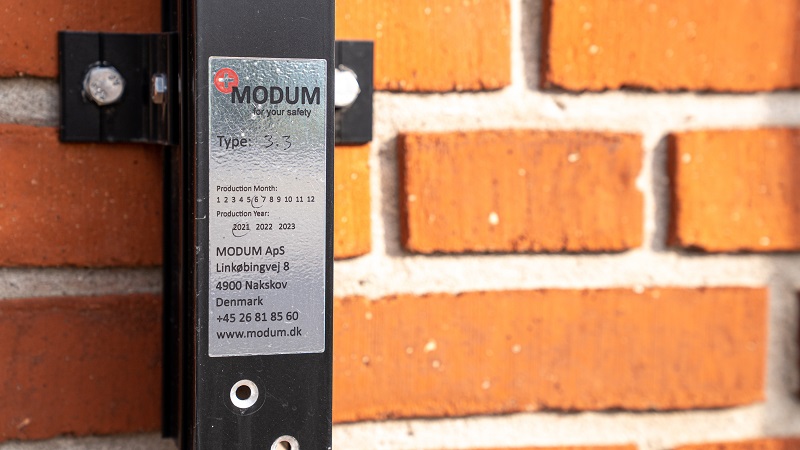 MODUM
for your safety
Type: 3.3
Production Month:
1 2 3 4 5 6 7 8 9 10 11 12
Production Year:
2021 2022 2023
MODUM ApS
Linkøbingvej 8
4900 Nakskov
Denmark
+45 26 81 85 60
www.modum.dk